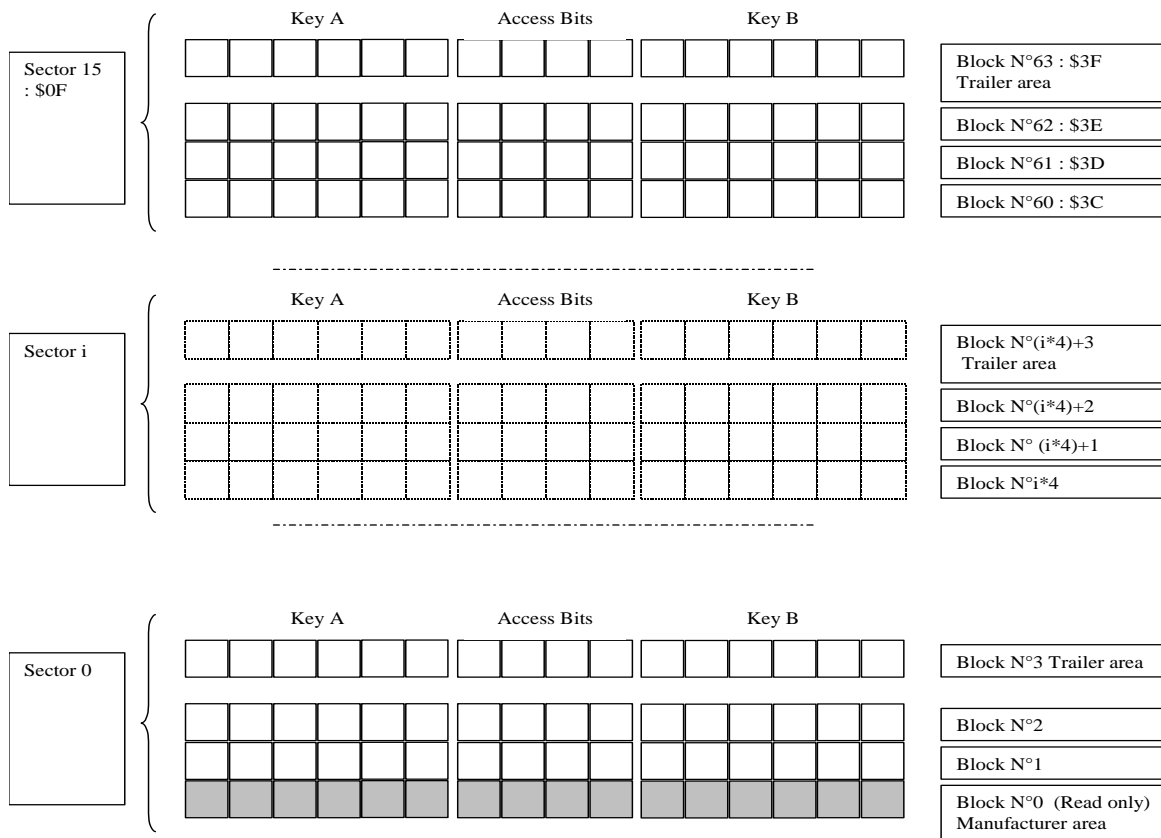 Key A Access Bits Key B
Sector 15
: $0F
Block N°63 : $3F
Trailer area
Block N°62 : $3E
Block N°61 : $3D
Block N°60 : $3C
Key A Access Bits Key B
Sector i
Block N°(i*4)+3
Trailer area
Block N°(i*4)+2
Block N° (i*4)+1
Block N°i*4
Key A Access Bits Key B
Sector 0
Block N°3 Trailer area
Block N°2
Block N°1
Block N°0 (Read only)
Manufacturer area